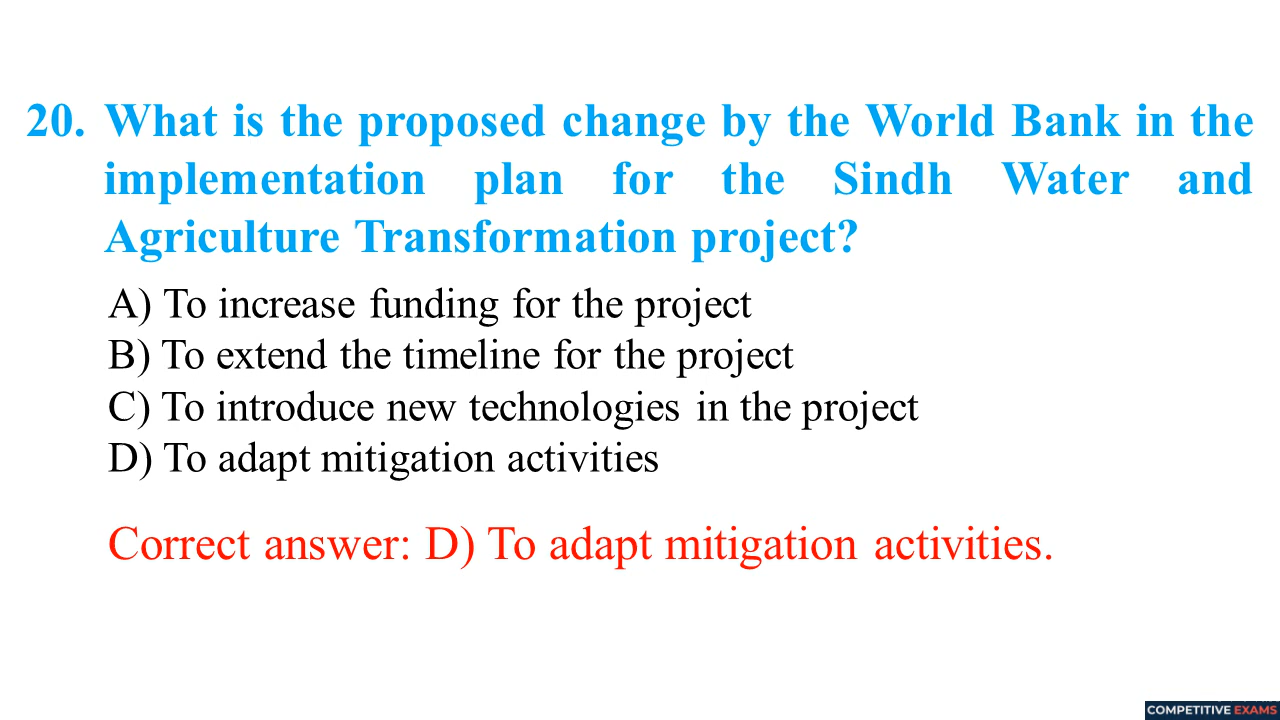 20. What is the proposed change by the World Bank in the
implementation plan for the Sindh Water and
Agriculture Transformation project?
A) To increase funding for the project
B) To extend the timeline for the project
C) To introduce new technologies in the project
D) To adapt mitigation activities
Correct answer: D) To adapt mitigation activities.
COMPETITIVE EXAMS